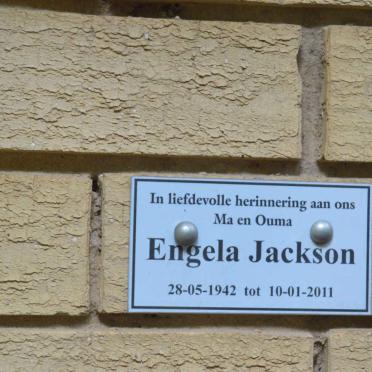 In liefdevolle herinnering aan ons
Ma en Ouma
Engela Jackson
28-05-1942 tot 10-01-2011